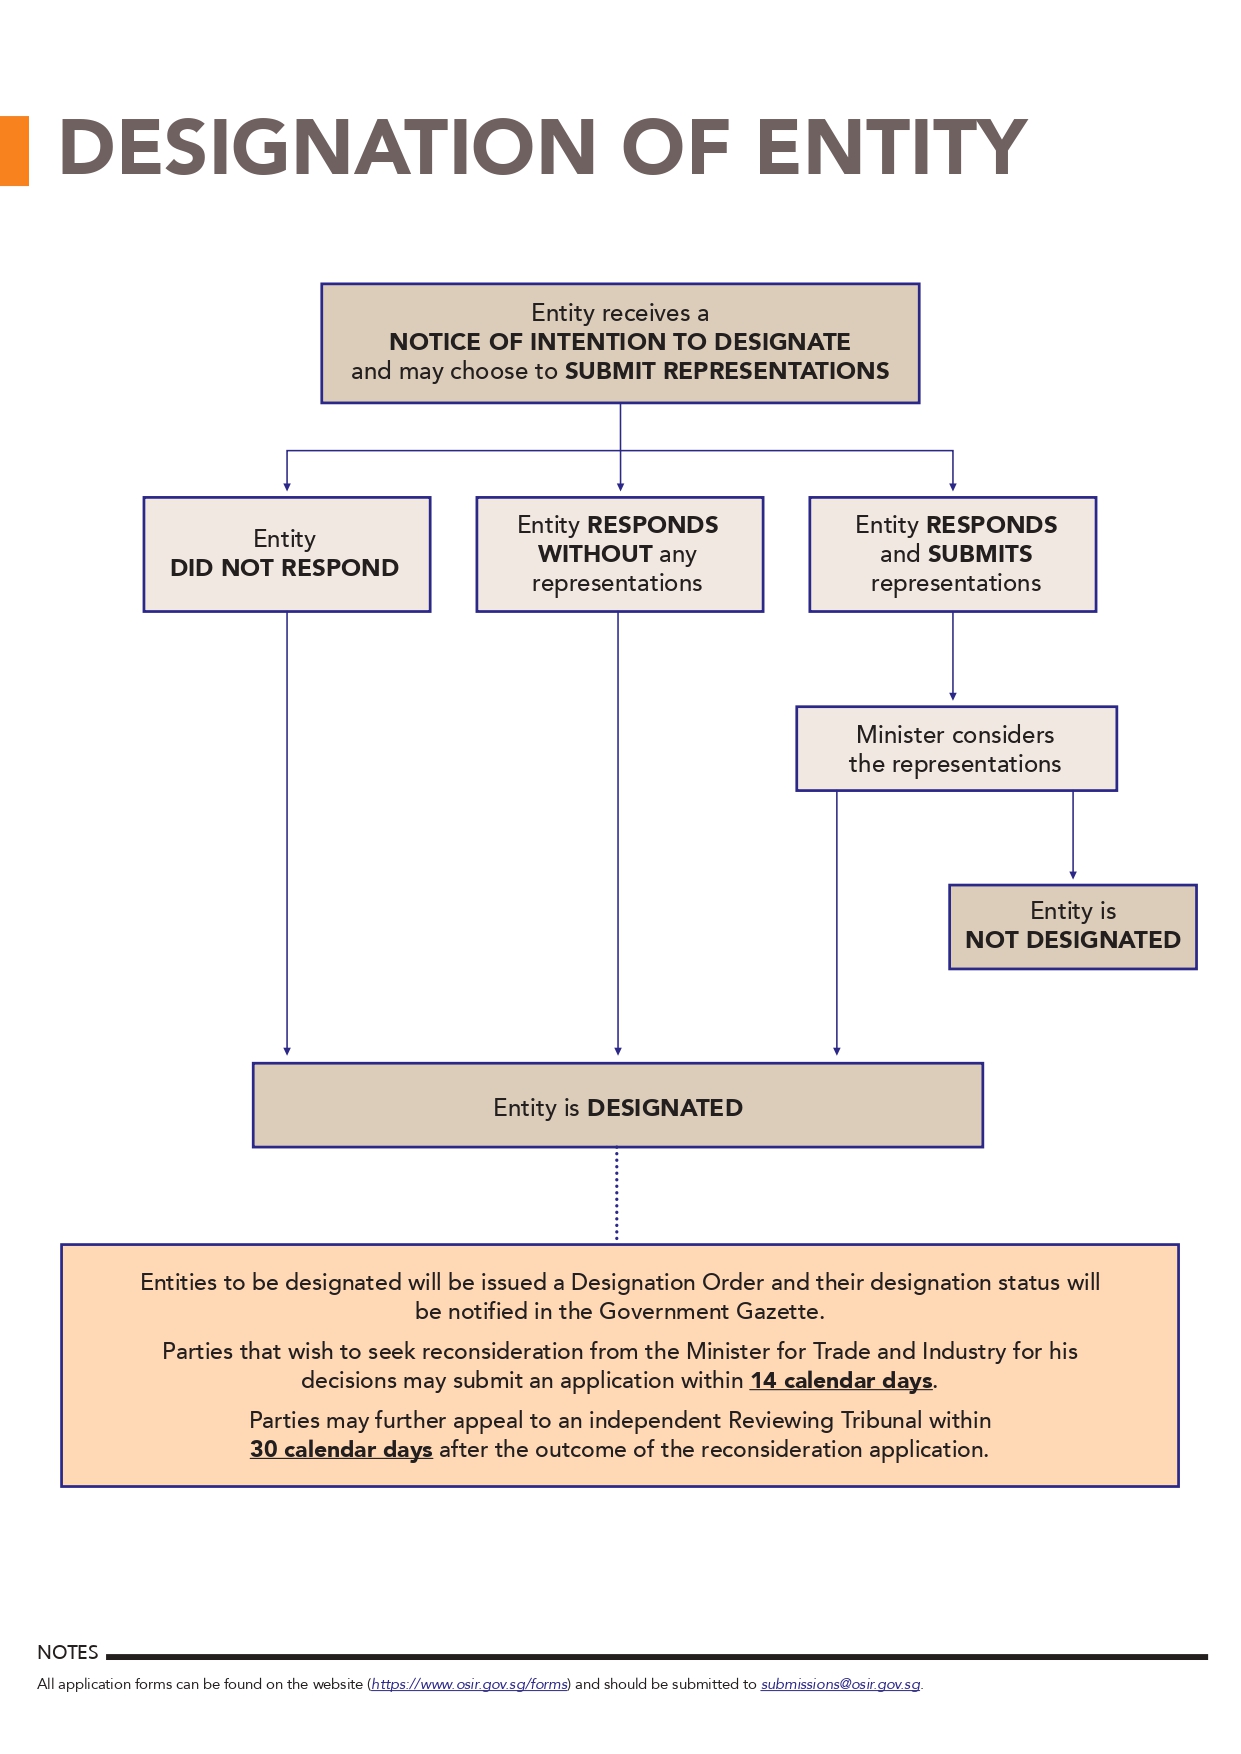 DESIGNATION OF ENTITY
Entity receives a
NOTICE OF INTENTION TO DESIGNATE
and may choose to SUBMIT REPRESENTATIONS
Entity
DID NOT RESPOND
Entity RESPONDS
WITHOUT any
representations
Entity RESPONDS
and SUBMITS
representations
Minister considers
the representations
Entity is
NOT DESIGNATED
Entity is DESIGNATED
Entities to be designated will be issued a Designation Order and their designation status will
be notified in the Government Gazette.
Parties that wish to seek reconsideration from the Minister for Trade and Industry for his
decisions may submit an application within 14 calendar days.
Parties may further appeal to an independent Reviewing Tribunal within
30 calendar days after the outcome of the reconsideration application.
NOTES
All application forms can be found on the website (https://www.osir.gov.sg/forms) and should be submitted to submissions@osir.gov.sg.